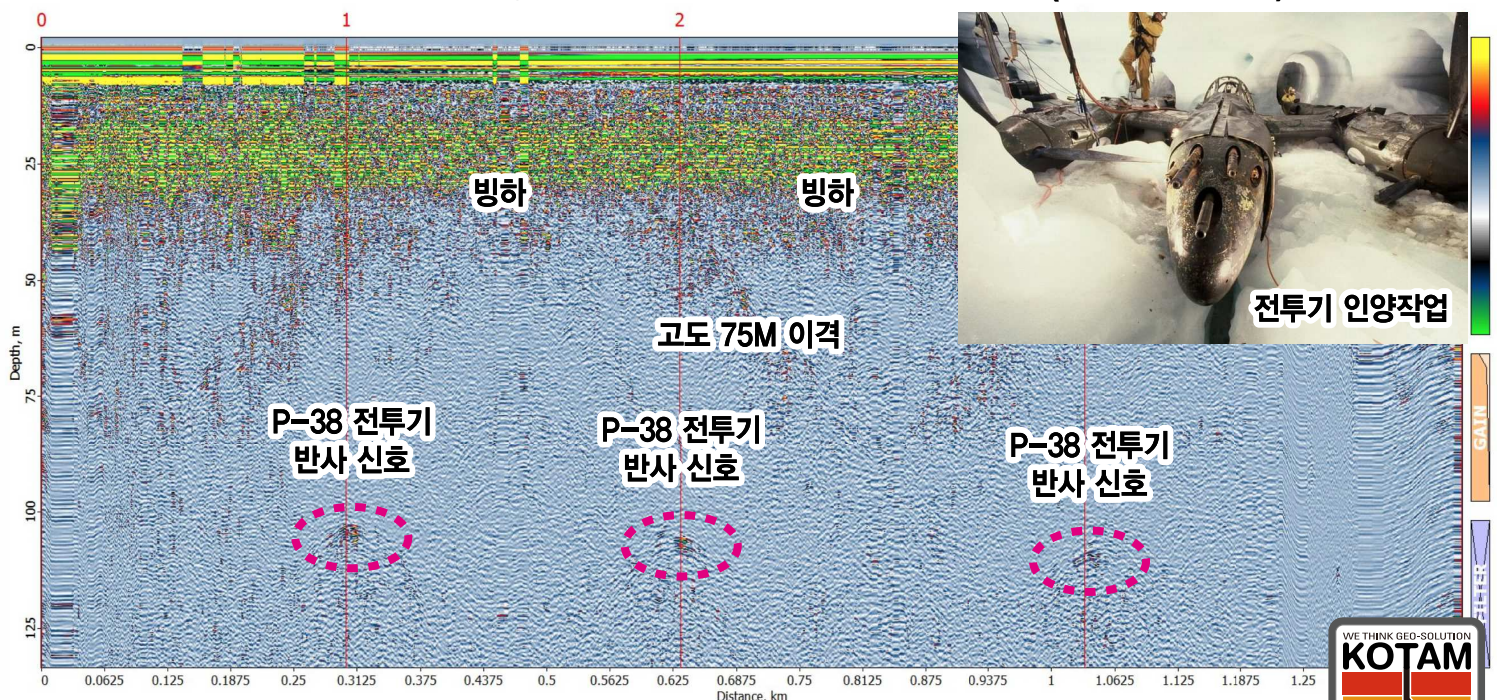 0 1 2
0
25
50
75
100
125
Depth, m
빙하
빙하
고도 75M 이격
P-38 전투기
반사 신호
P-38 전투기
반사 신호
P-38 전투기
반사 신호
전투기 인양작업
GAIN
FILTER
0 0.0625 0.125 0.1875 0.25 0.3125 0.375 0.4375 0.5 0.5625 0.625 0.6875 0.75 0.8125 0.875 0.9375 1 1.0625 1.125 1.1875 1.25
Distance, km
WE THINK GEO-SOLUTION
KOTAM